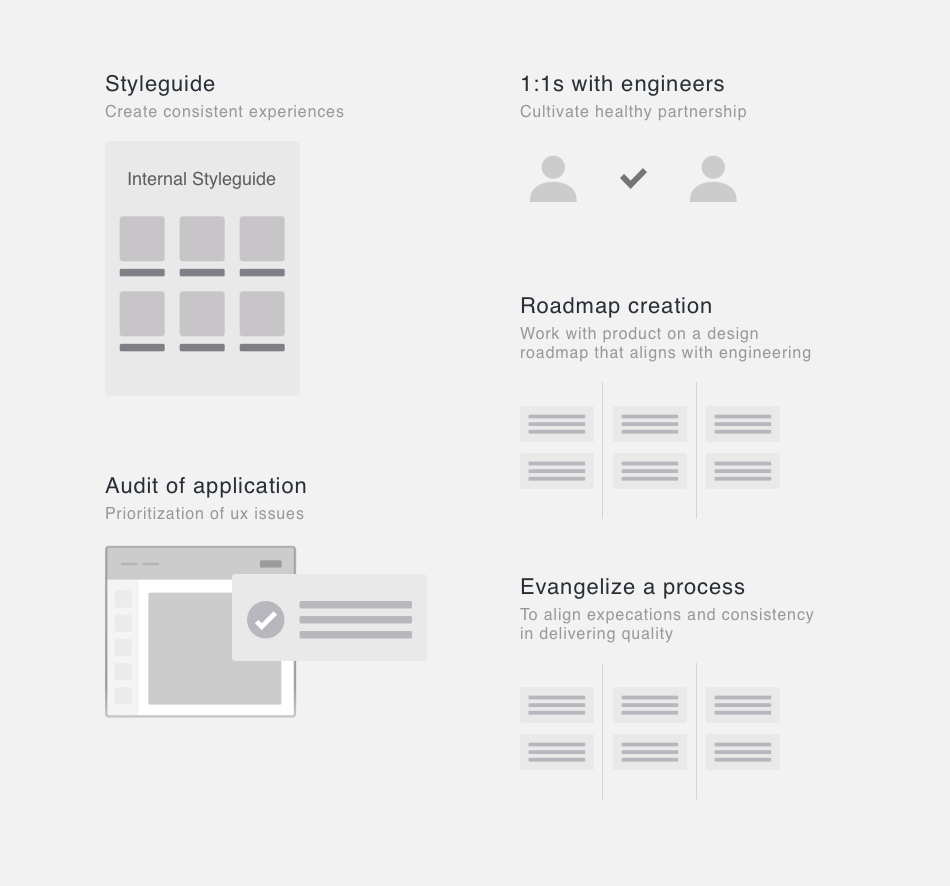 Styleguide
Create consistent experiences
Internal Styleguide
Audit of application
Prioritization of ux issues
1:1s with engineers
Cultivate healthy partnership
Roadmap creation
Work with product on a design
roadmap that aligns with engineering
Evangelize a process
To align expecations and consistency
in delivering quality